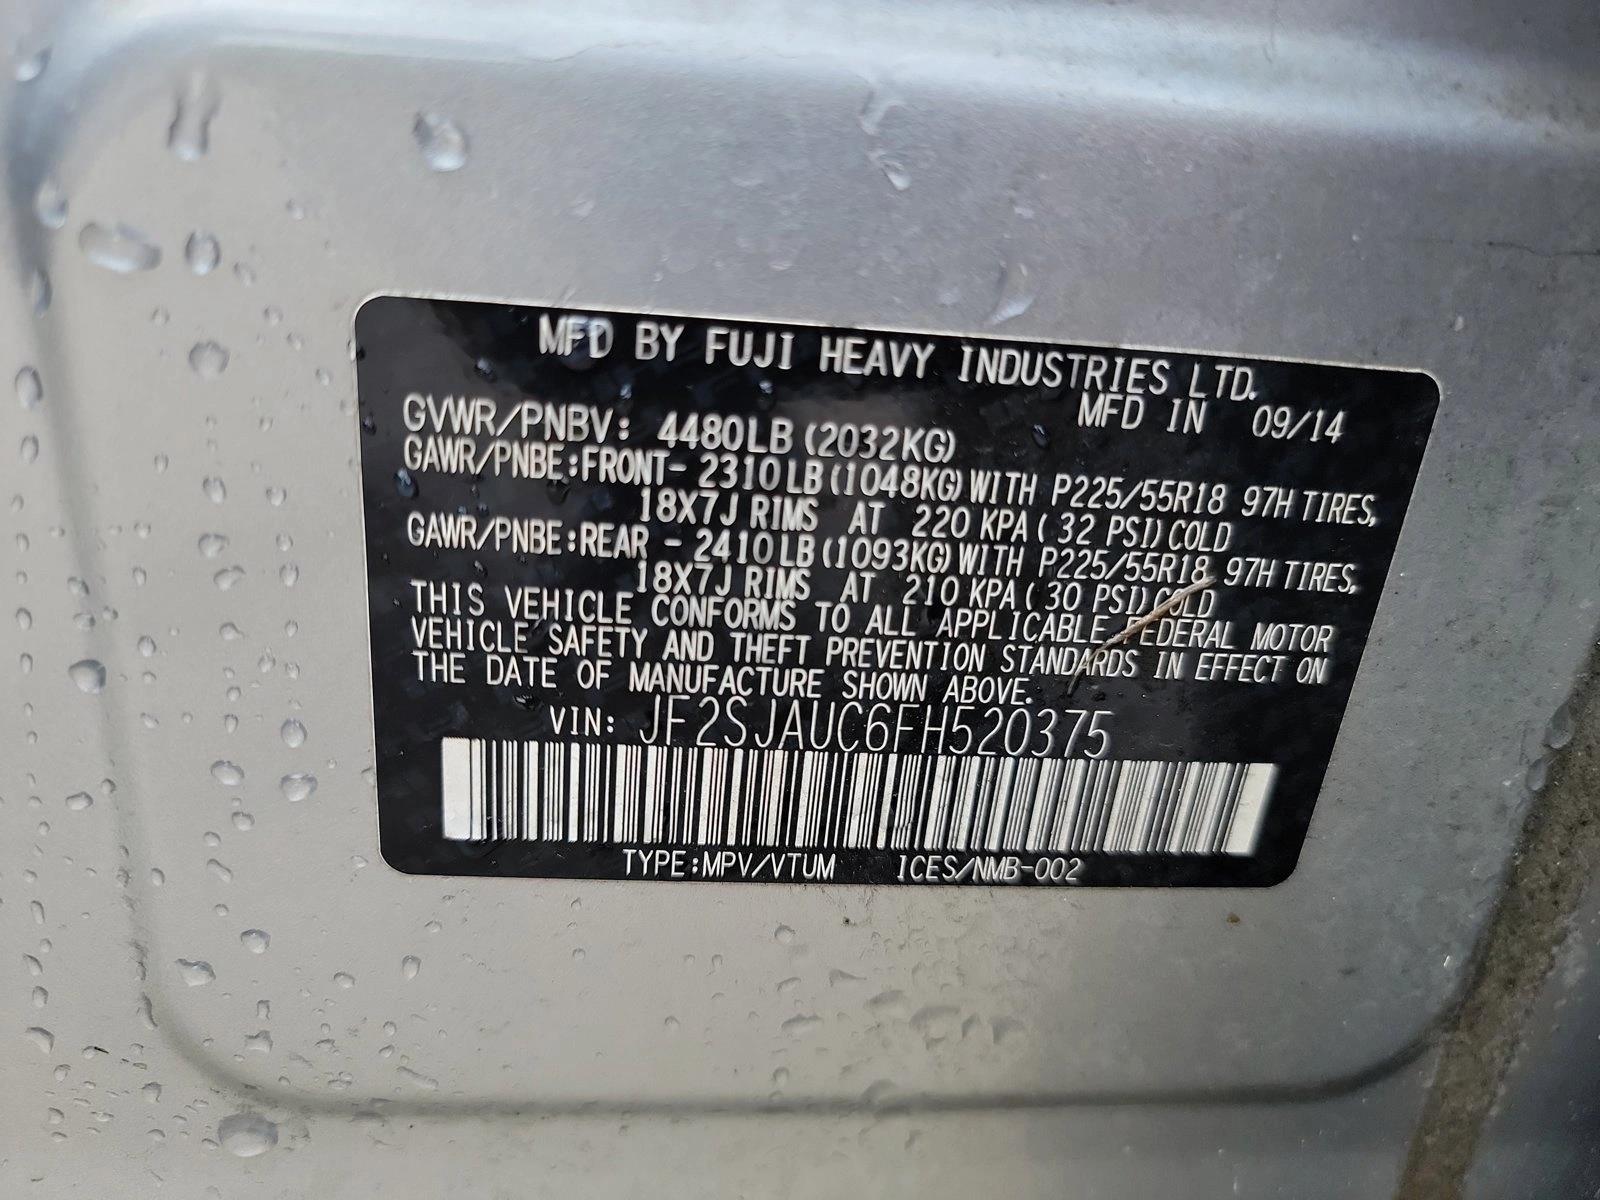 MFD BY FUJI HEAVY INDUSTRIES LTD.
MFD IN 09/14
GVWR/PNBV: 4480LB (2032KG)
GAWR/PNBE:FRONT- 2310LB (1048KG) WITH P225/55R18 97H TIRES,
18X7J RIMS AT 220 KPA ( 32 PSI) COLD
GAWR/PNBE:REAR - 2410LB (1093KG) WITH P225/55R18 97H TIRES,
18X7J RIMS AT 210 KPA ( 30 PSI) COLD
THIS VEHICLE CONFORMS TO ALL APPLICABLE FEDERAL MOTOR
VEHICLE SAFETY AND THEFT PREVENTION STANDARDS IN EFFECT ON
THE DATE OF MANUFACTURE SHOWN ABOVE.
VIN: JF2SJAUC6FH520375
TYPE:MPV/VTUM ICES/NMB-002